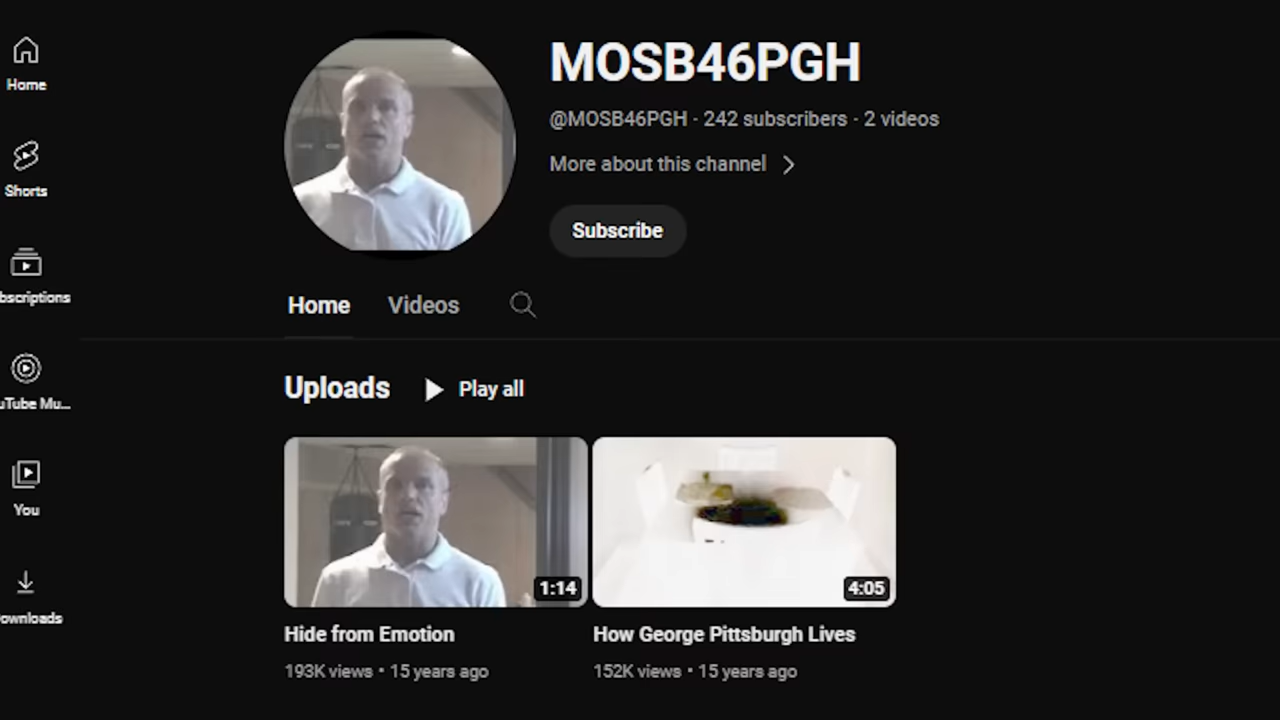 MOSB46PGH
@MOSB46PGH · 242 subscribers · 2 videos
More about this channel
Subscribe
Home
Shorts
bscriptions
uTube Mu...
You
ownloads
Home Videos
Uploads Play all
1:14
4:05
Hide from Emotion
193K views • 15 years ago
How George Pittsburgh Lives
152K views • 15 years ago